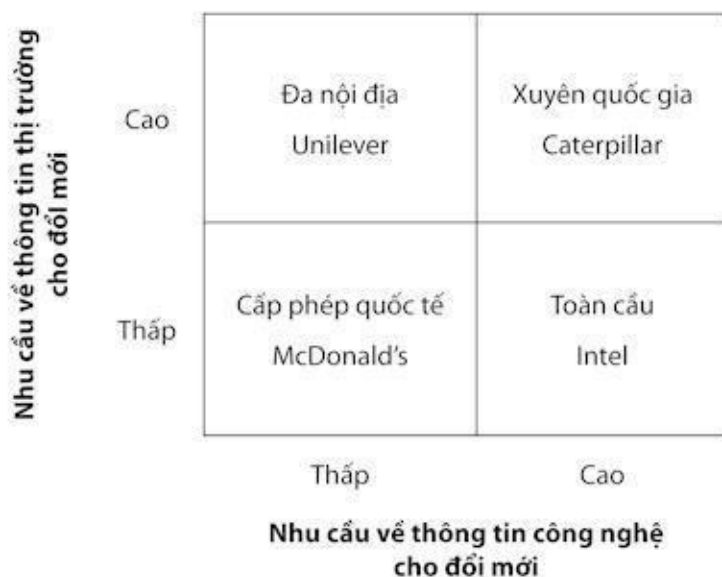 Nhu cầu về thông tin thị trường
cho đổi mới
Cao
Đa nội địa
Unilever
Xuyên quốc gia
Caterpillar
Thấp
Cấp phép quốc tế
McDonald’s
Toàn cầu
Intel
Thấp
Cao
Nhu cầu về thông tin công nghệ
cho đổi mới